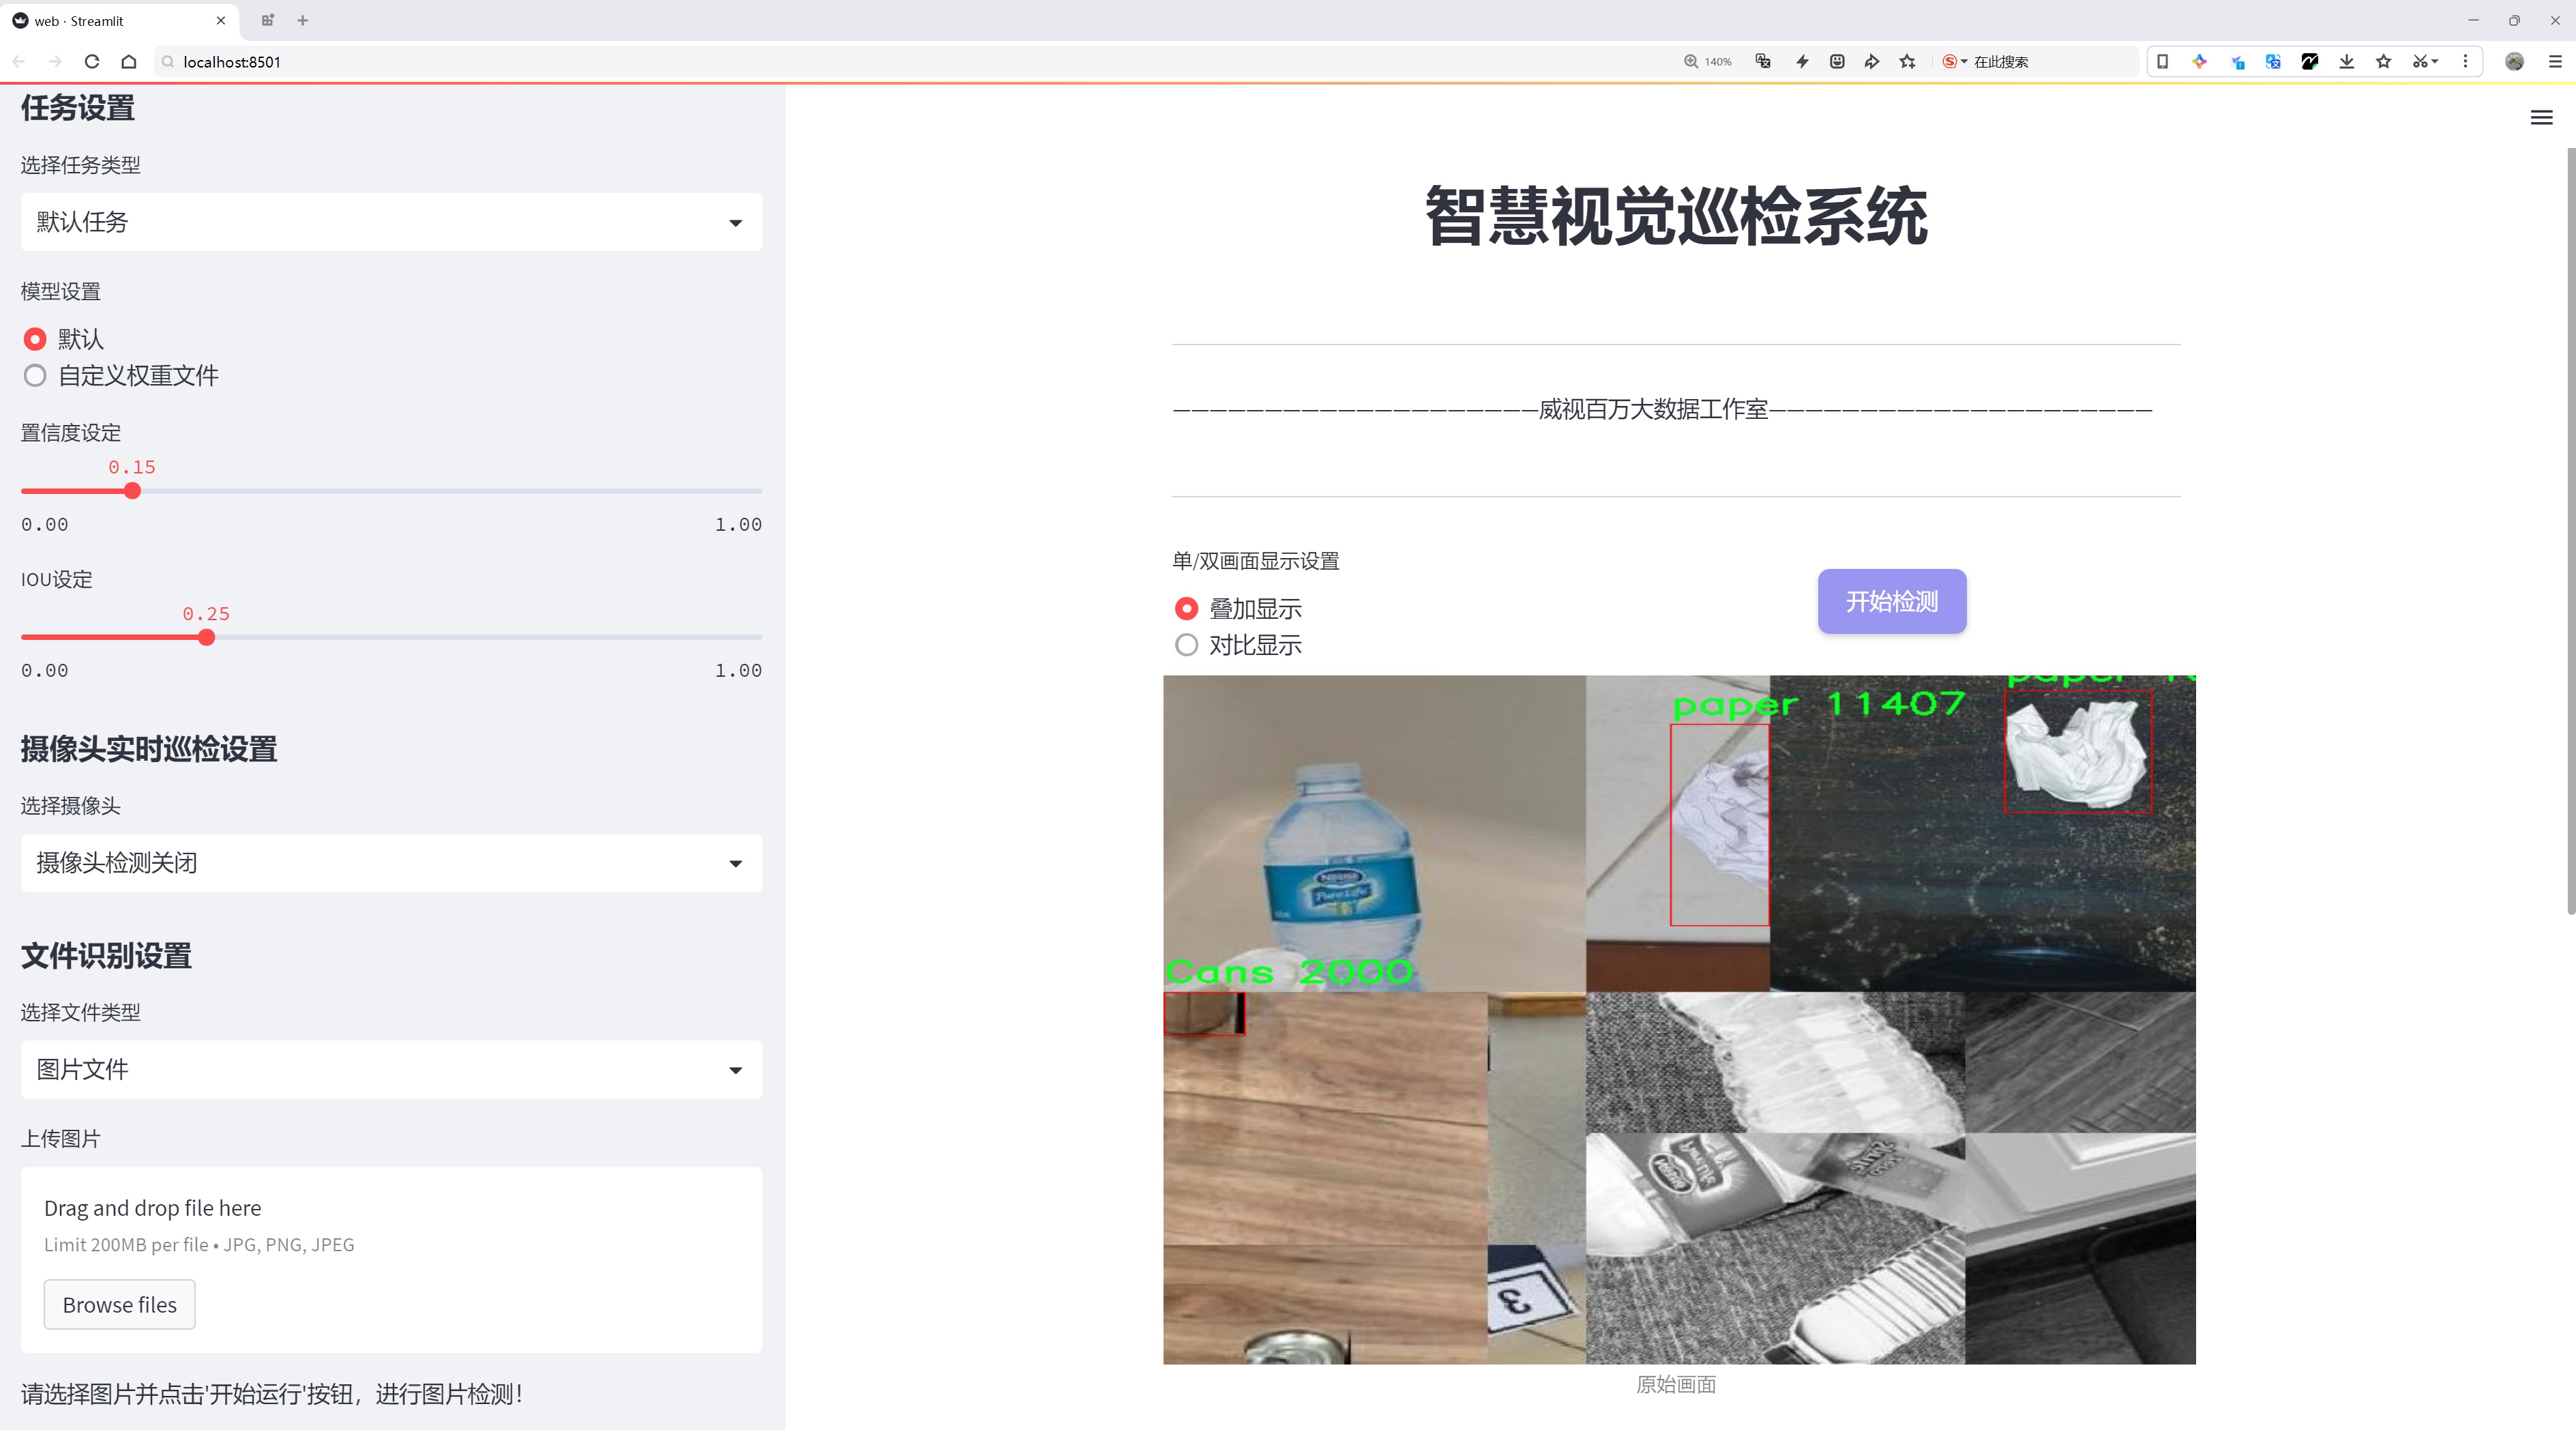 web · Streamlit
localhost:8501
140%
在此搜索
任务设置
选择任务类型
默认任务
模型设置
默认
自定义权重文件
置信度设定
0.15
0.00
1.00
IOU设定
0.25
0.00
1.00
摄像头实时巡检设置
选择摄像头
摄像头检测关闭
文件识别设置
选择文件类型
图片文件
上传图片
Drag and drop file here
Limit 200MB per file • JPG, PNG, JPEG
Browse files
请选择图片并点击'开始运行'按钮，进行图片检测！
智慧视觉巡检系统
————————————————————威视百万大数据工作室—————————————————————
单/双画面显示设置
叠加显示
对比显示
开始检测
paper
paper 11407
Nestle
Pure Life
Cans 2000
3
原始画面